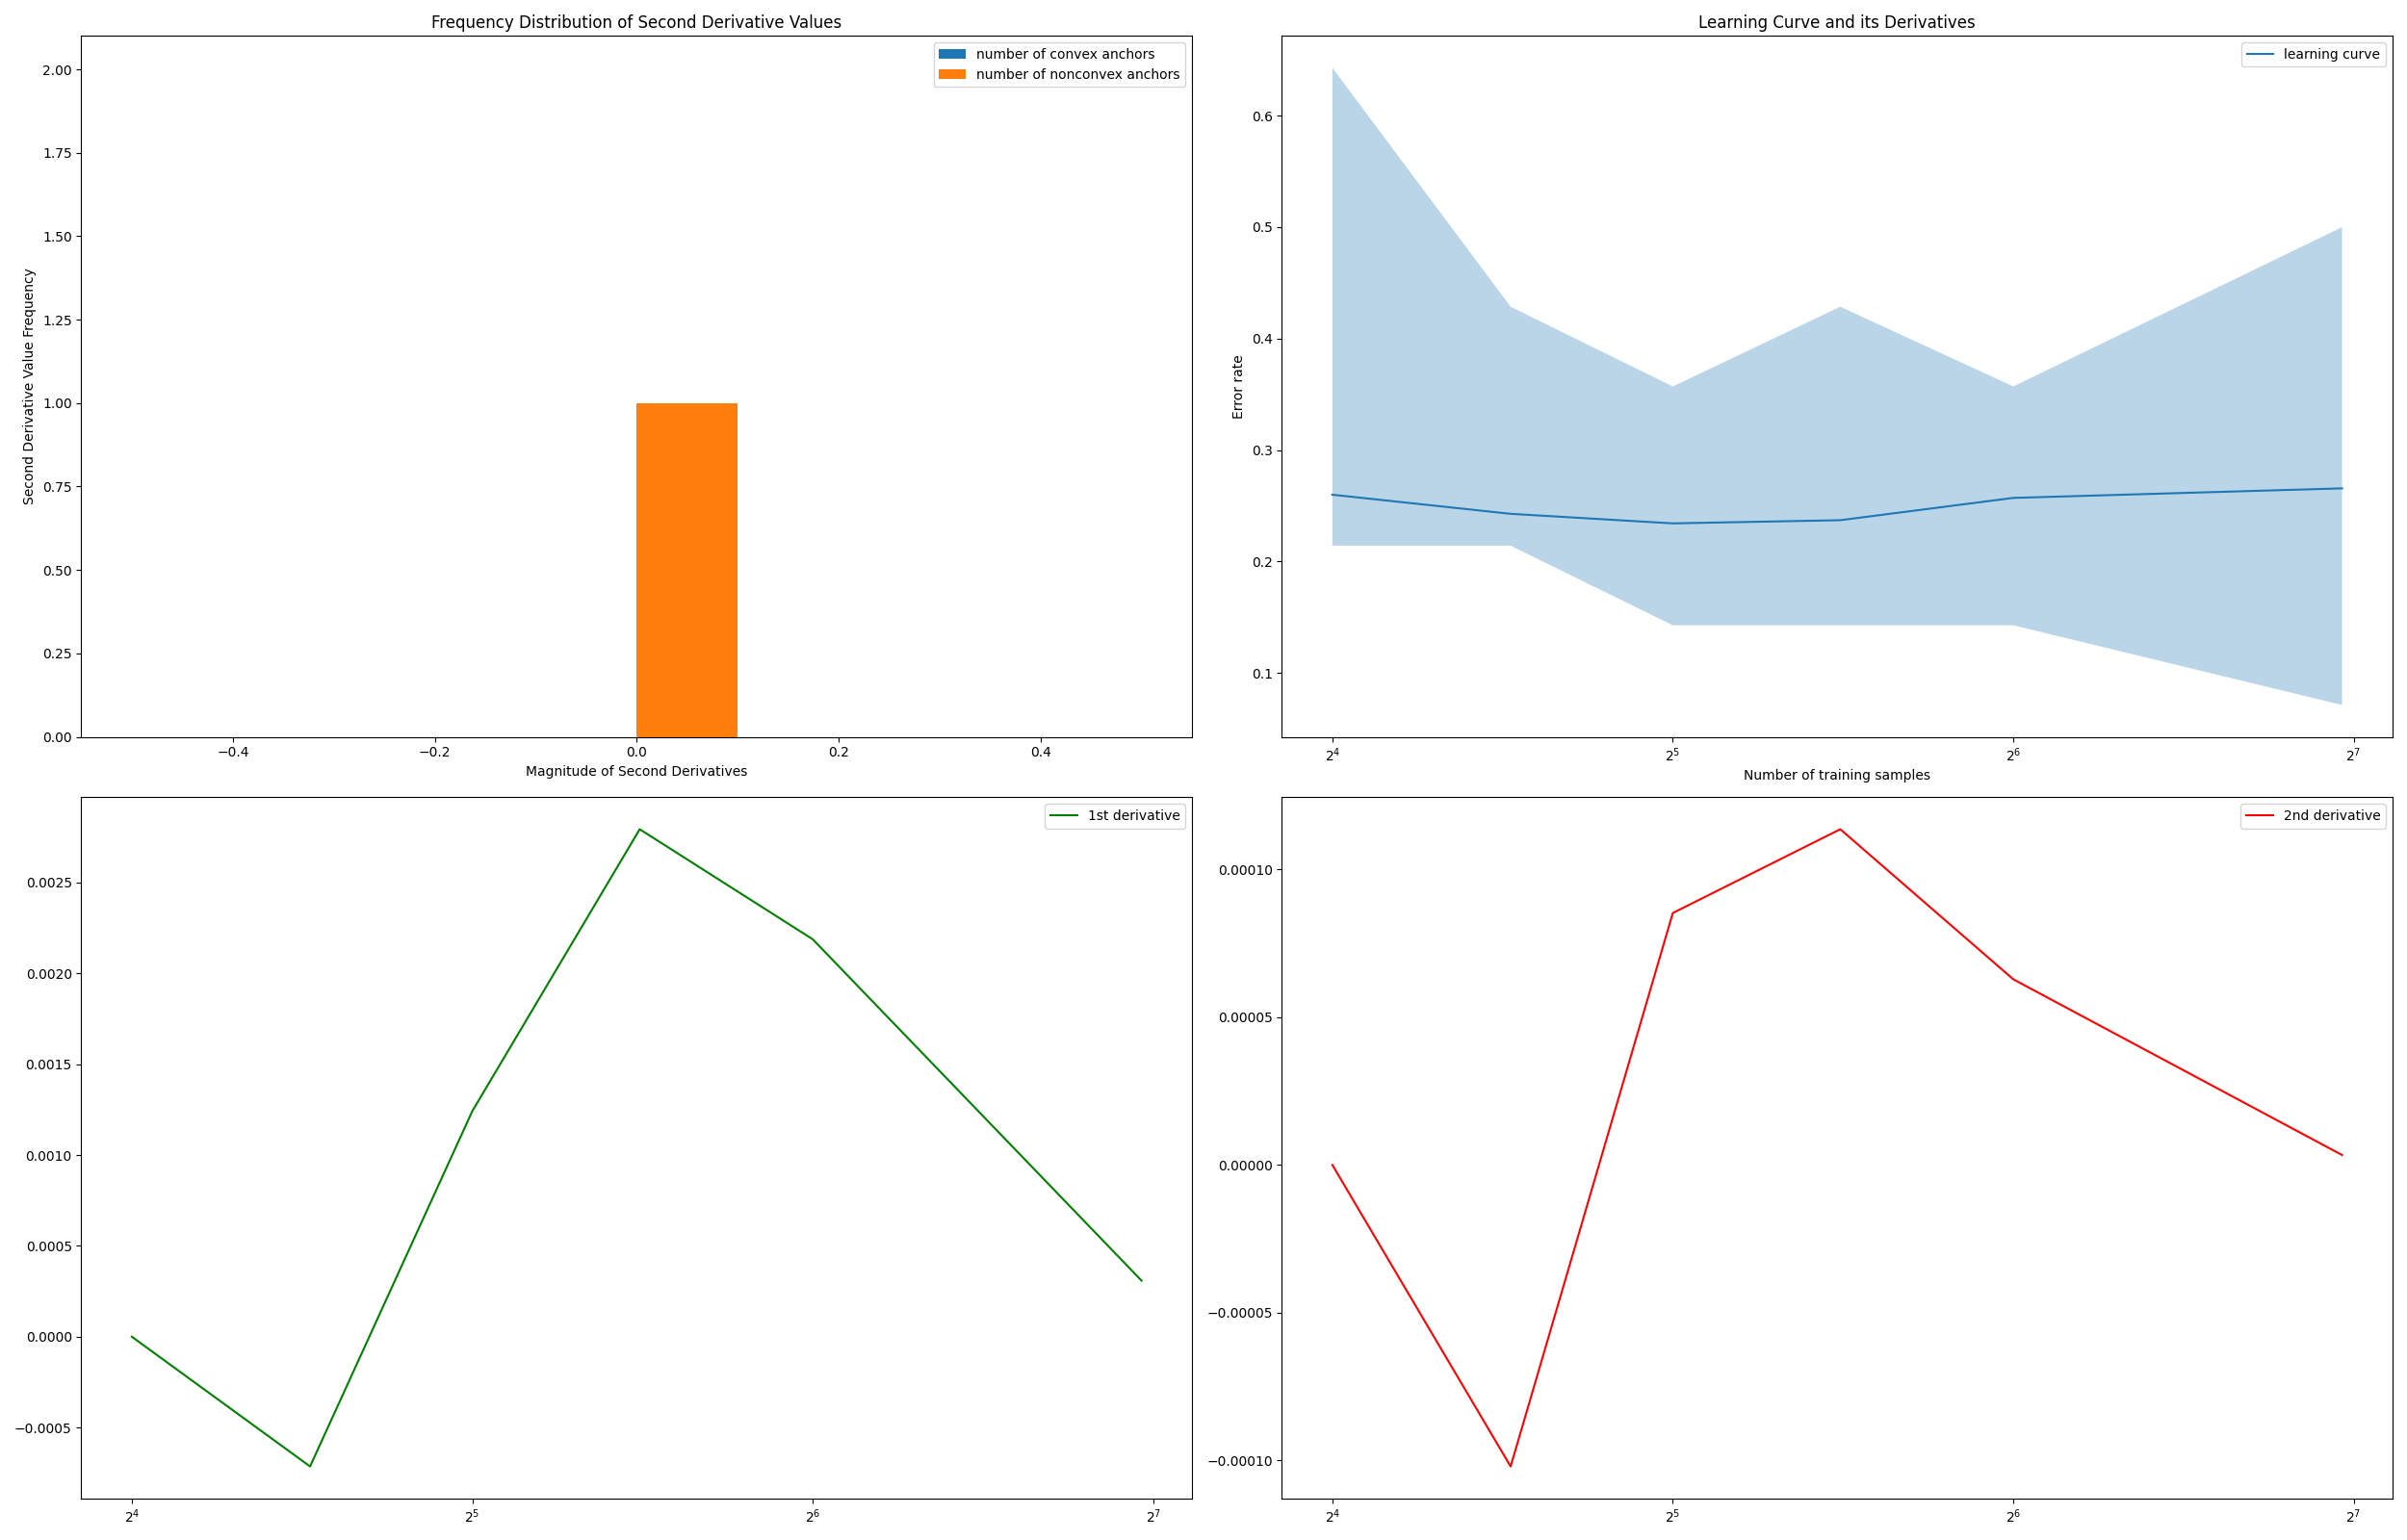 Frequency Distribution of Second Derivative Values
number of convex anchors
number of nonconvex anchors
2.00
1.75
1.50
1.25
1.00
0.75
0.50
0.25
0.00
Second Derivative Value Frequency
−0.4 −0.2 0.0 0.2 0.4
Magnitude of Second Derivatives
Learning Curve and its Derivatives
learning curve
0.6
0.5
0.4
0.3
0.2
0.1
Error rate
2⁴ 2⁵ 2⁶ 2⁷
Number of training samples
1st derivative
0.0025
0.0020
0.0015
0.0010
0.0005
0.0000
−0.0005
2⁴ 2⁵ 2⁶ 2⁷
2nd derivative
0.00010
0.00005
0.00000
−0.00005
−0.00010
2⁴ 2⁵ 2⁶ 2⁷